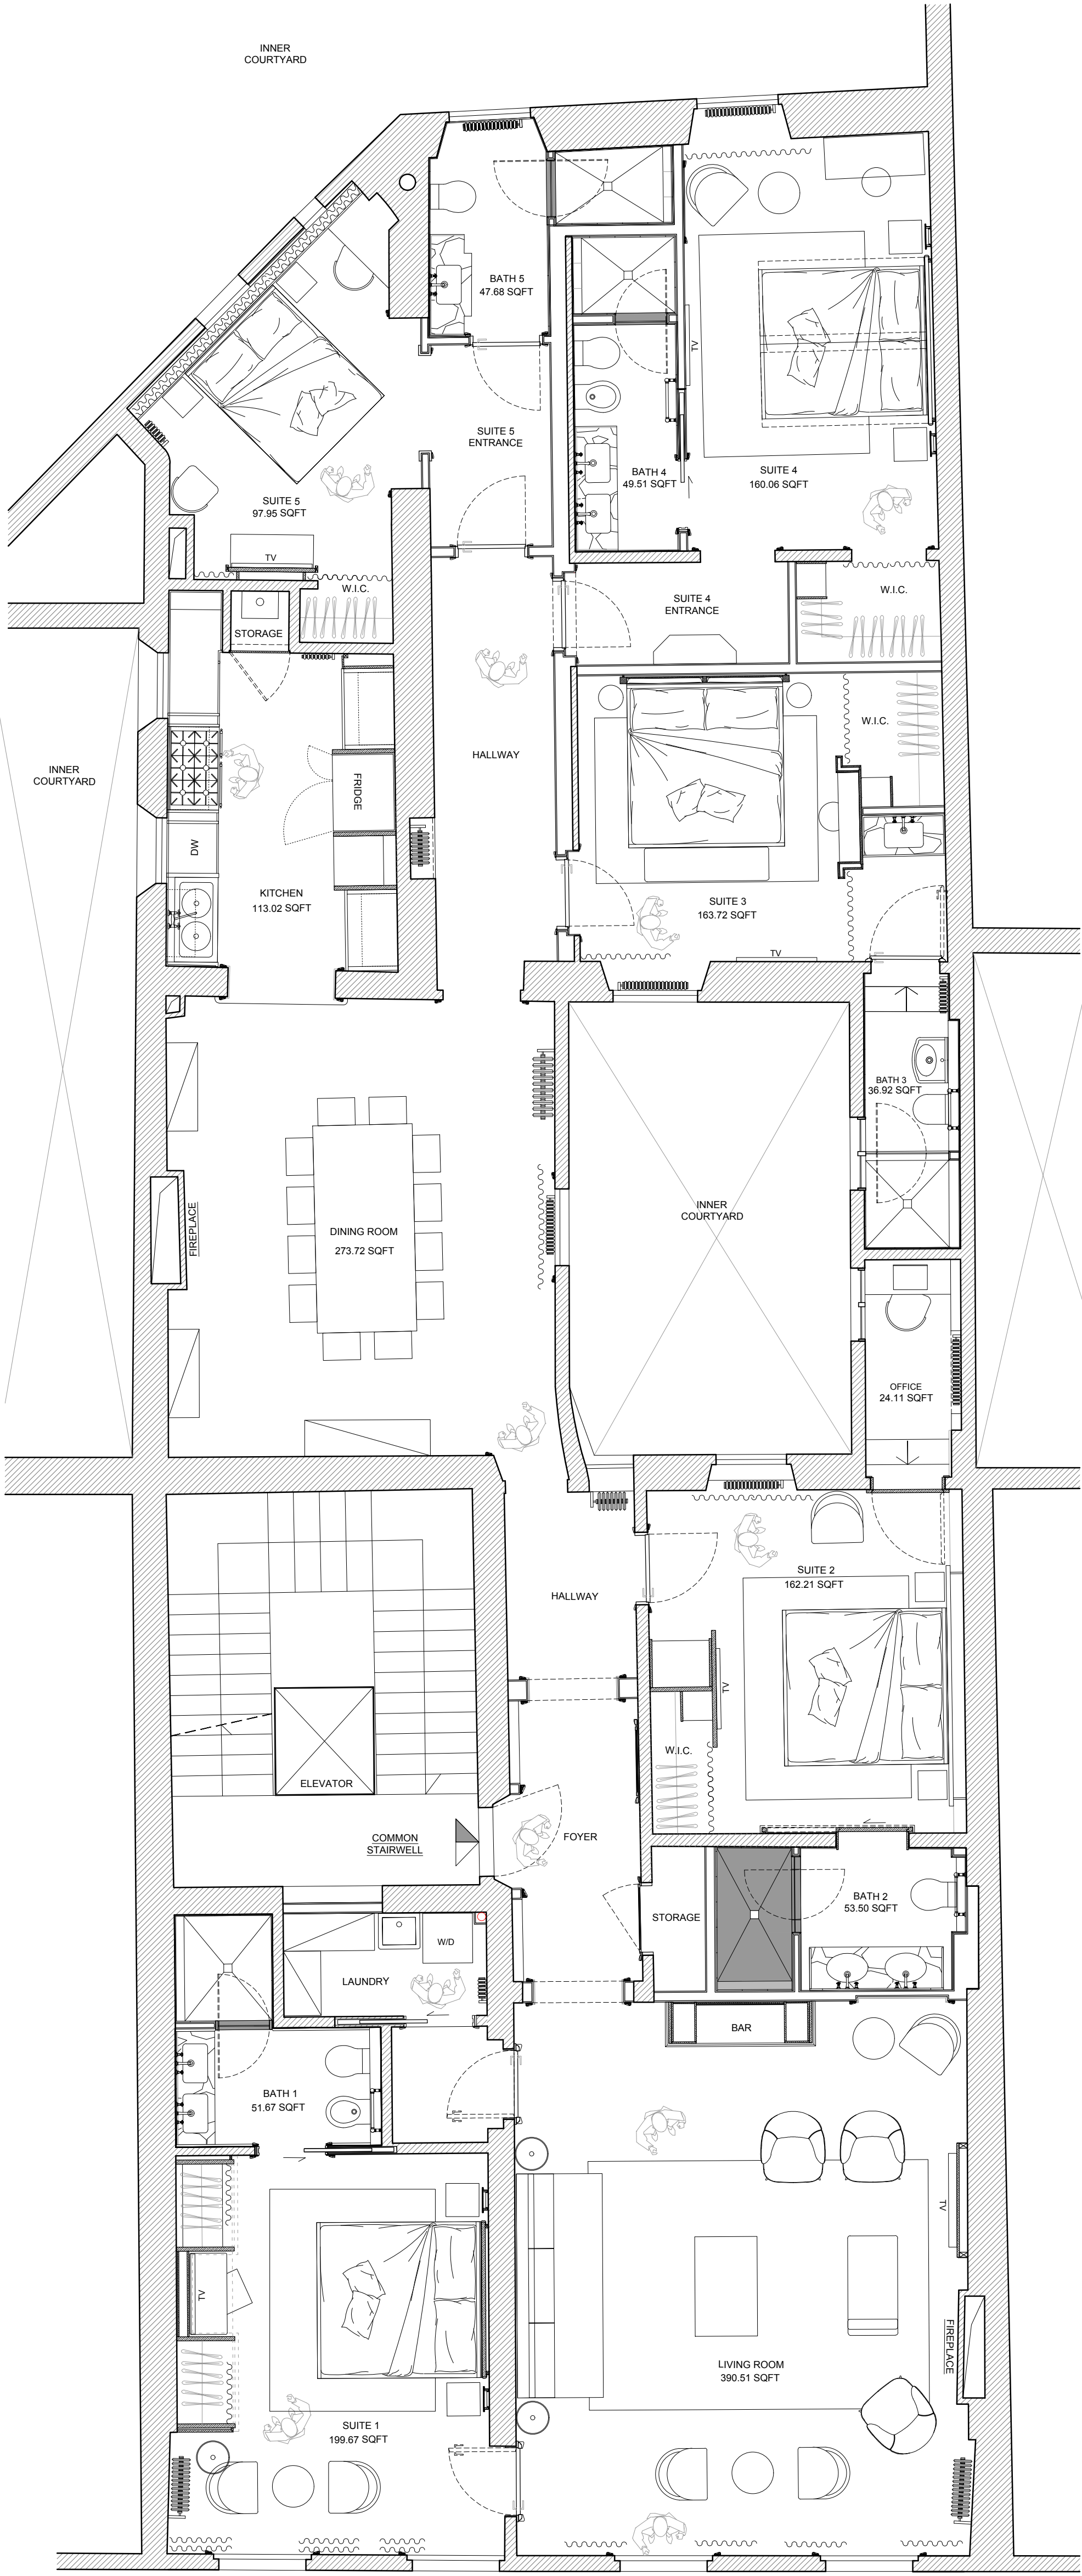 INNER
COURTYARD
BATH 5
47.68 SQFT
TV
SUITE 5
ENTRANCE
BATH 4
49.51 SQFT
SUITE 4
160.06 SQFT
SUITE 5
97.95 SQFT
TV
W.I.C.
STORAGE
SUITE 4
ENTRANCE
W.I.C.
W.I.C.
HALLWAY
INNER
COURTYARD
FRIDGE
DW
KITCHEN
113.02 SQFT
SUITE 3
163.72 SQFT
TV
BATH 3
36.92 SQFT
INNER
COURTYARD
FIREPLACE
DINING ROOM
273.72 SQFT
OFFICE
24.11 SQFT
SUITE 2
162.21 SQFT
HALLWAY
TV
W.I.C.
ELEVATOR
COMMON
STAIRWELL
FOYER
BATH 2
53.50 SQFT
STORAGE
W/D
LAUNDRY
BAR
BATH 1
51.67 SQFT
TV
TV
FIREPLACE
LIVING ROOM
390.51 SQFT
SUITE 1
199.67 SQFT